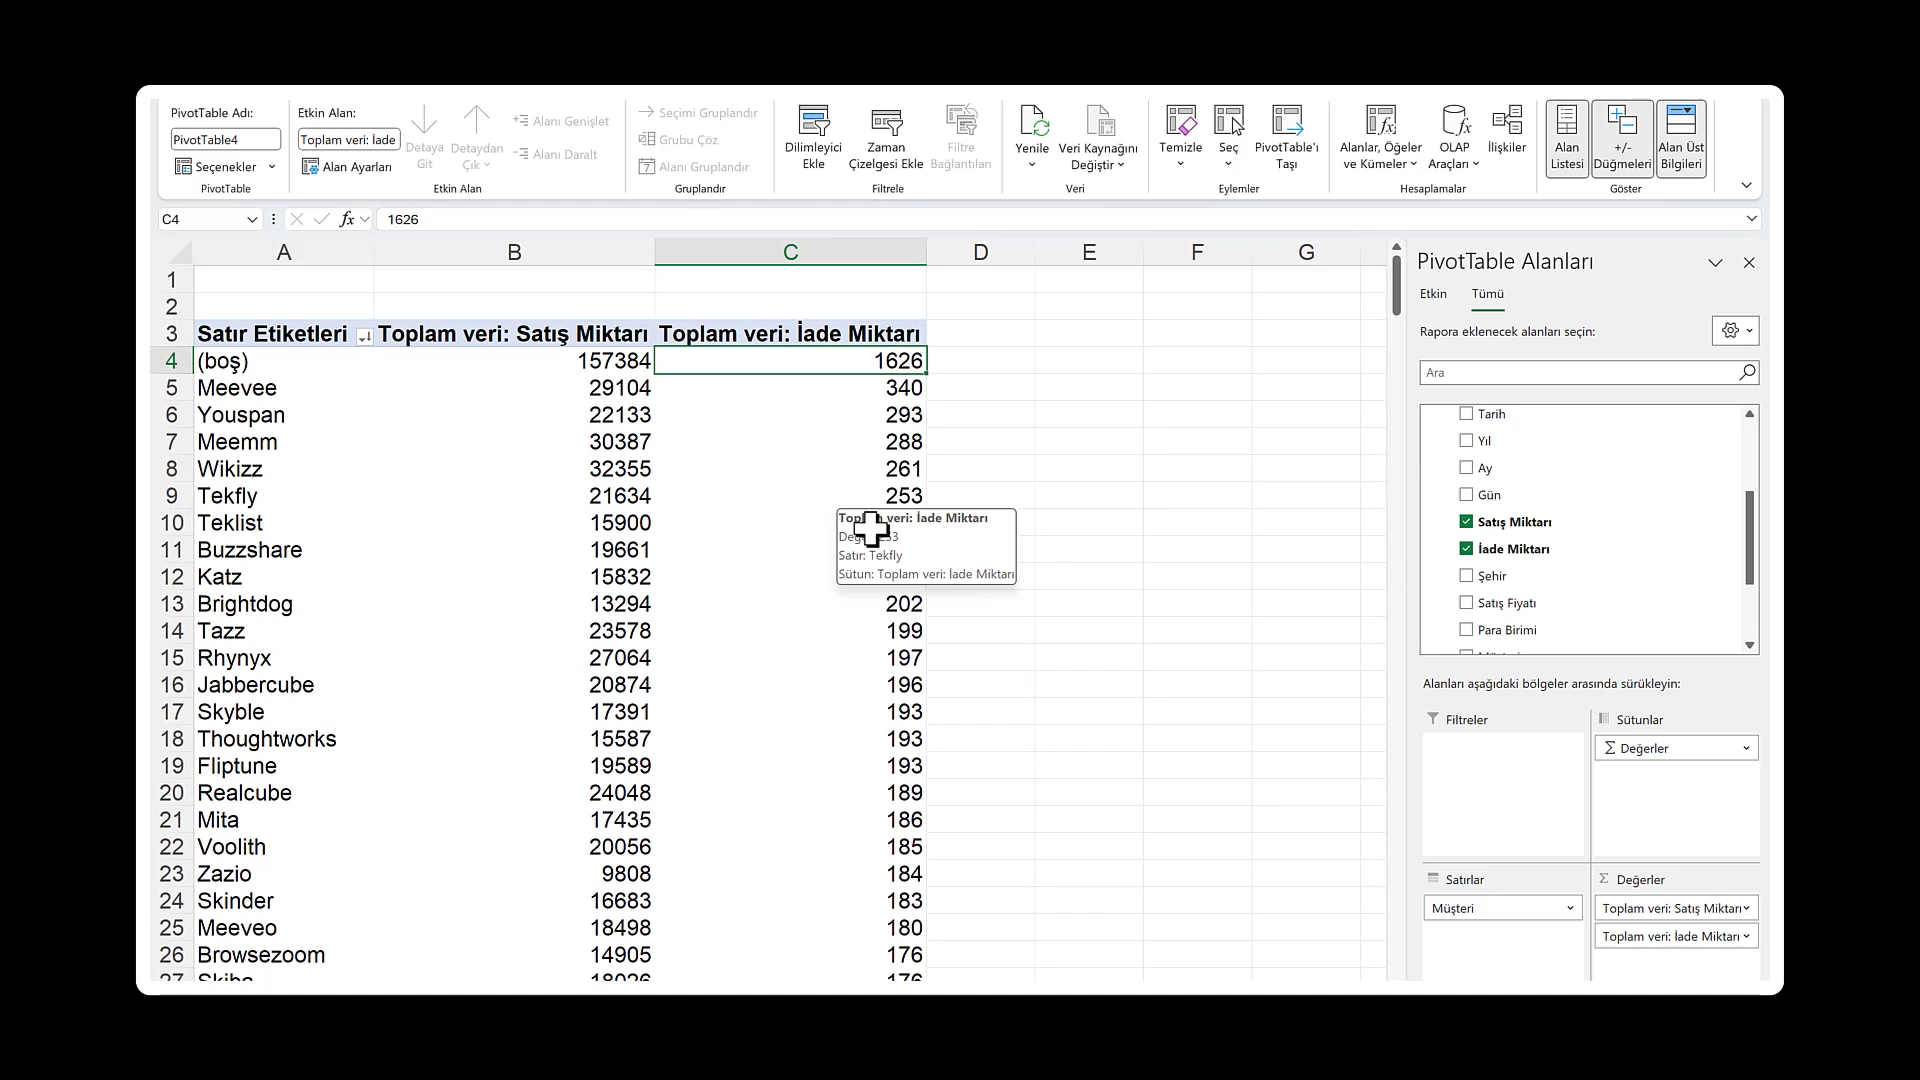 PivotTable Adı:
PivotTable4
Seçenekler
PivotTable
Etkin Alan:
Toplam veri: İade
Alan Ayarları
Detaya Git
Detaydan Çık
Alanı Genişlet
Alanı Daralt
Etkin Alan
Seçimi Gruplandır
Grubu Çöz
Alanı Gruplandır
Gruplandır
Dilimleyici Ekle
Zaman Çizelgesi Ekle
Filtre Bağlantıları
Filtrele
Yenile
Veri Kaynağını Değiştir
Veri
Temizle
Seç
PivotTable'ı Taşı
Eylemler
Alanlar, Öğeler ve Kümeler
OLAP Araçları
İlişkiler
Hesaplamalar
Alan Listesi
+/- Düğmeleri
Alan Üst Bilgileri
Göster
C4
fx
1626
A B C D E F G
1
2
3 Satır Etiketleri Toplam veri: Satış Miktarı Toplam veri: İade Miktarı
4 (boş) 157384 1626
5 Meevee 29104 340
6 Youspan 22133 293
7 Meemm 30387 288
8 Wikizz 32355 261
9 Tekfly 21634 253
10 Teklist 15900
11 Buzzshare 19661
12 Katz 15832
13 Brightdog 13294 202
14 Tazz 23578 199
15 Rhynyx 27064 197
16 Jabbercube 20874 196
17 Skyble 17391 193
18 Thoughtworks 15587 193
19 Fliptune 19589 193
20 Realcube 24048 189
21 Mita 17435 186
22 Voolith 20056 185
23 Zazio 9808 184
24 Skinder 16683 183
25 Meeveo 18498 180
26 Browsezoom 14905 176
veri: İade Miktarı
Satır: Tekfly
Sütun: Toplam veri: İade Miktarı
PivotTable Alanları
Etkin Tümü
Rapora eklenecek alanları seçin:
Ara
Tarih
Yıl
Ay
Gün
Satış Miktarı
İade Miktarı
Şehir
Satış Fiyatı
Para Birimi
Alanları aşağıdaki bölgeler arasında sürükleyin:
Filtreler
Sütunlar
Σ Değerler
Satırlar
Müşteri
Σ Değerler
Toplam veri: Satış Miktarı
Toplam veri: İade Miktarı